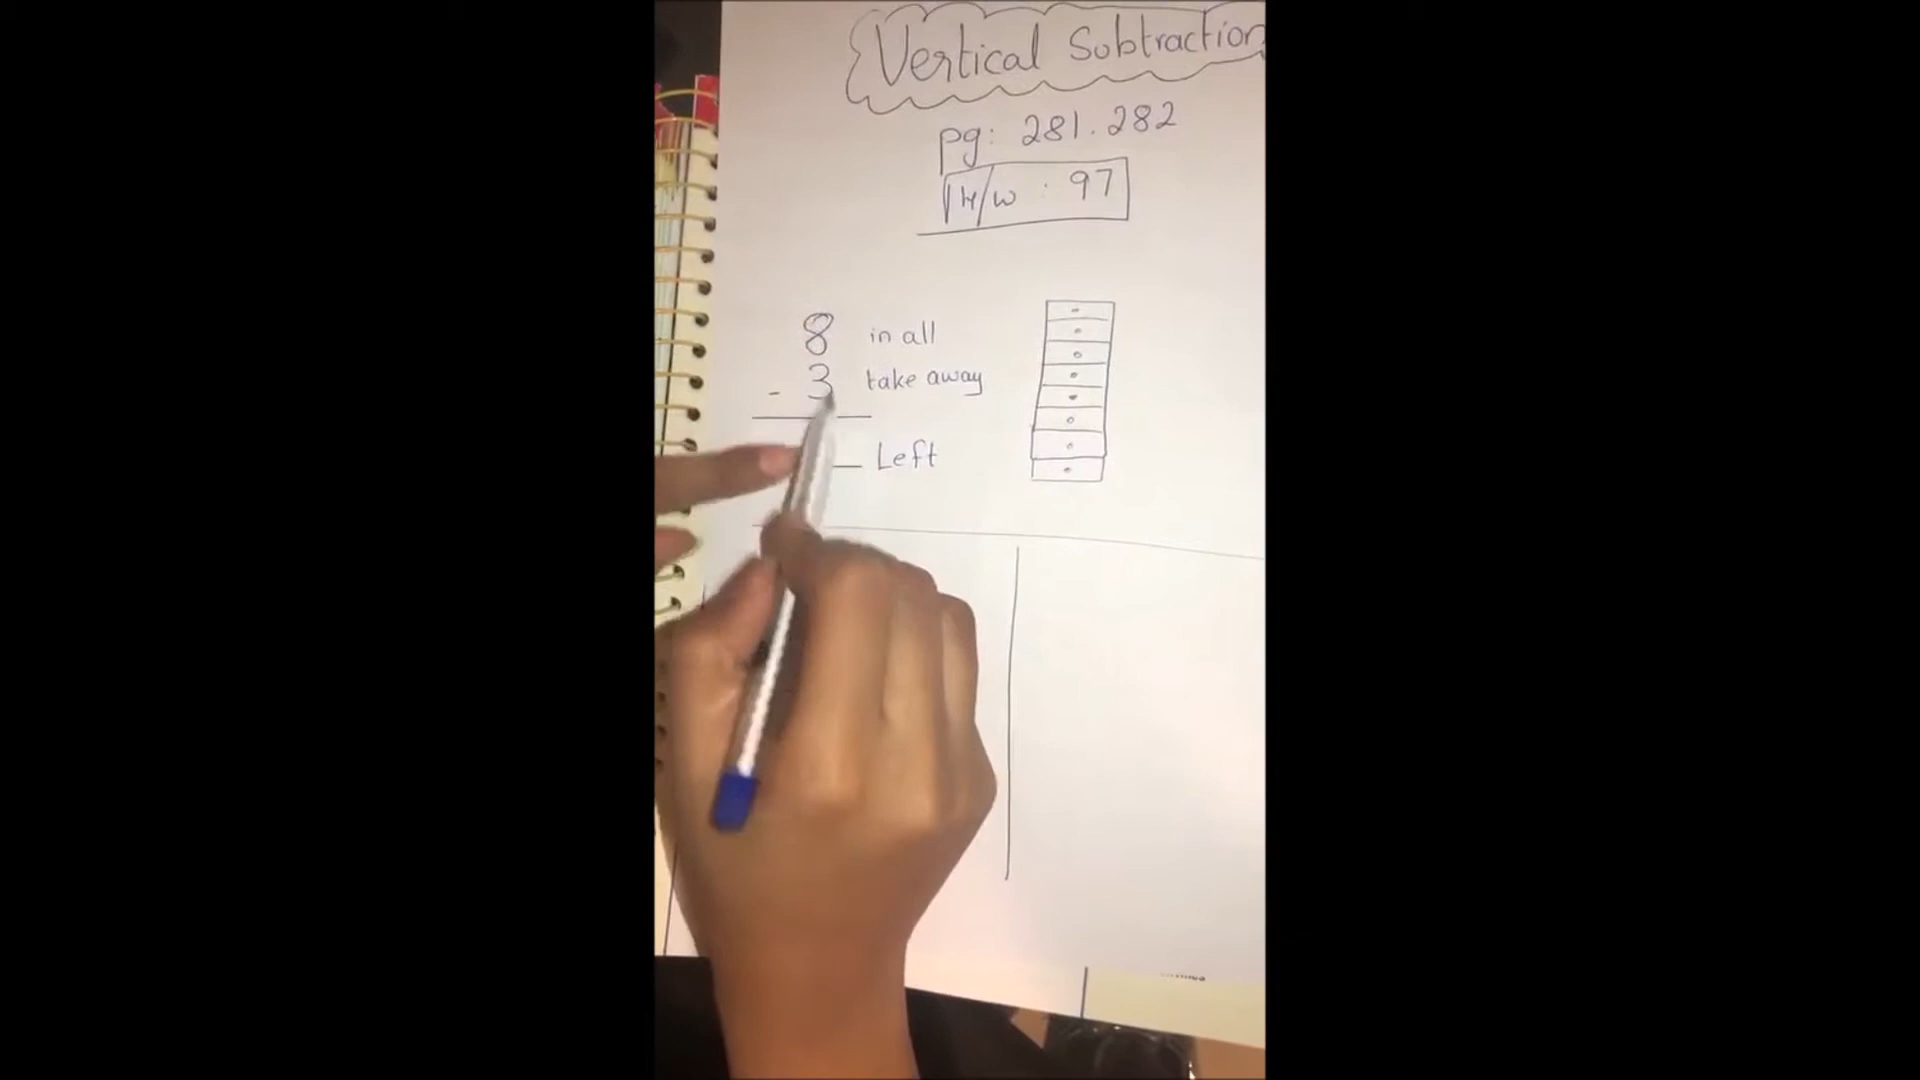 Vertical Subtraction
pg: 281.282
H/W : 97
8 in all
- 3 take away
Left